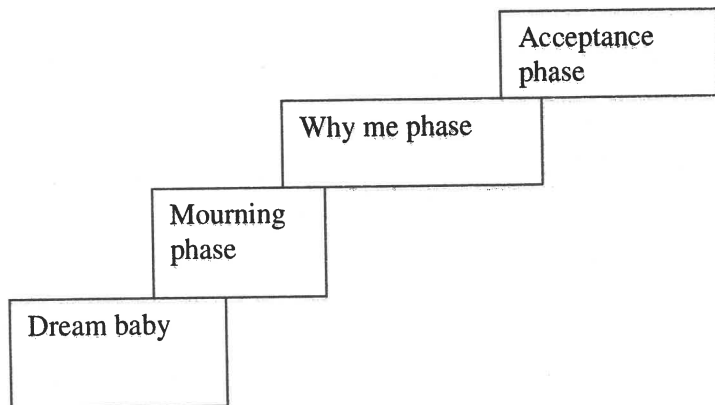 Acceptance
phase
Why me phase
Mourning
phase
Dream baby